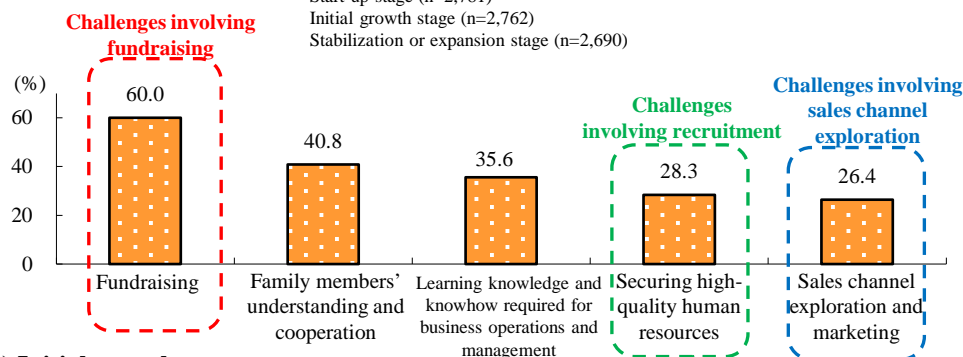 Initial growth stage (n=2,762)
Stabilization or expansion stage (n=2,690)
Challenges involving
fundraising
Challenges
involving recruitment
Challenges involving
sales channel
exploration
(%)
60
40
20
0
60.0
40.8
35.6
28.3
26.4
Fundraising
Family members'
understanding and
cooperation
Learning knowledge and
knowhow required for
business operations and
management
Securing high-
quality human
resources
Sales channel
exploration and
marketing